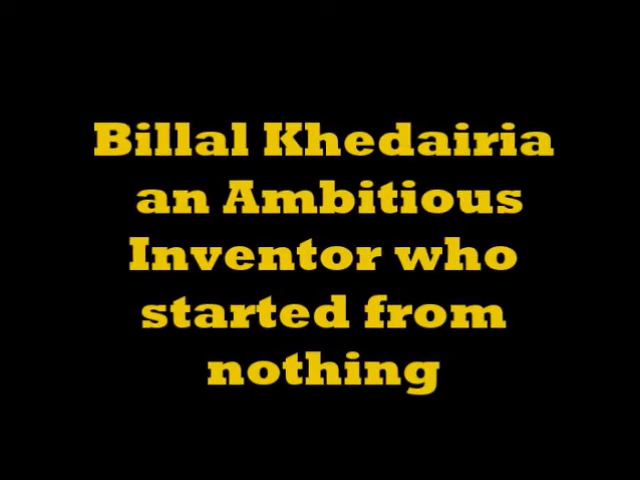 Billal Khedairia
an Ambitious
Inventor who
started from
nothing